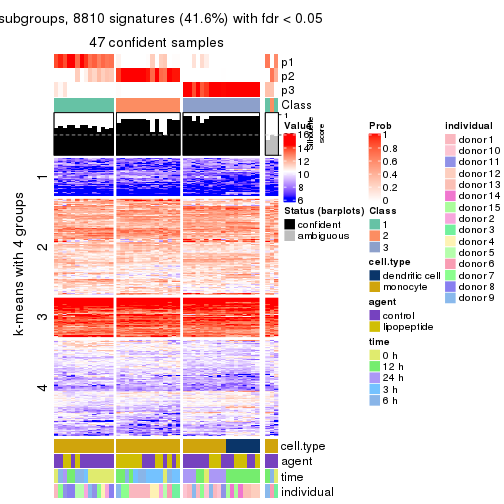 subgroups, 8810 signatures (41.6%) with fdr < 0.05
47 confident samples
p1
p2
p3
Class
1
Silhouette
score
k-means with 4 groups
1
2
3
4
cell.type
agent
time
individual
Value
16
14
12
10
8
6
Status (barplots)
confident
ambiguous
Prob
1
0.8
0.6
0.4
0.2
0
Class
1
2
3
cell.type
dendritic cell
monocyte
agent
control
lipopeptide
time
0 h
12 h
24 h
3 h
6 h
individual
donor 1
donor 10
donor 11
donor 12
donor 13
donor 14
donor 15
donor 2
donor 3
donor 4
donor 5
donor 6
donor 7
donor 8
donor 9